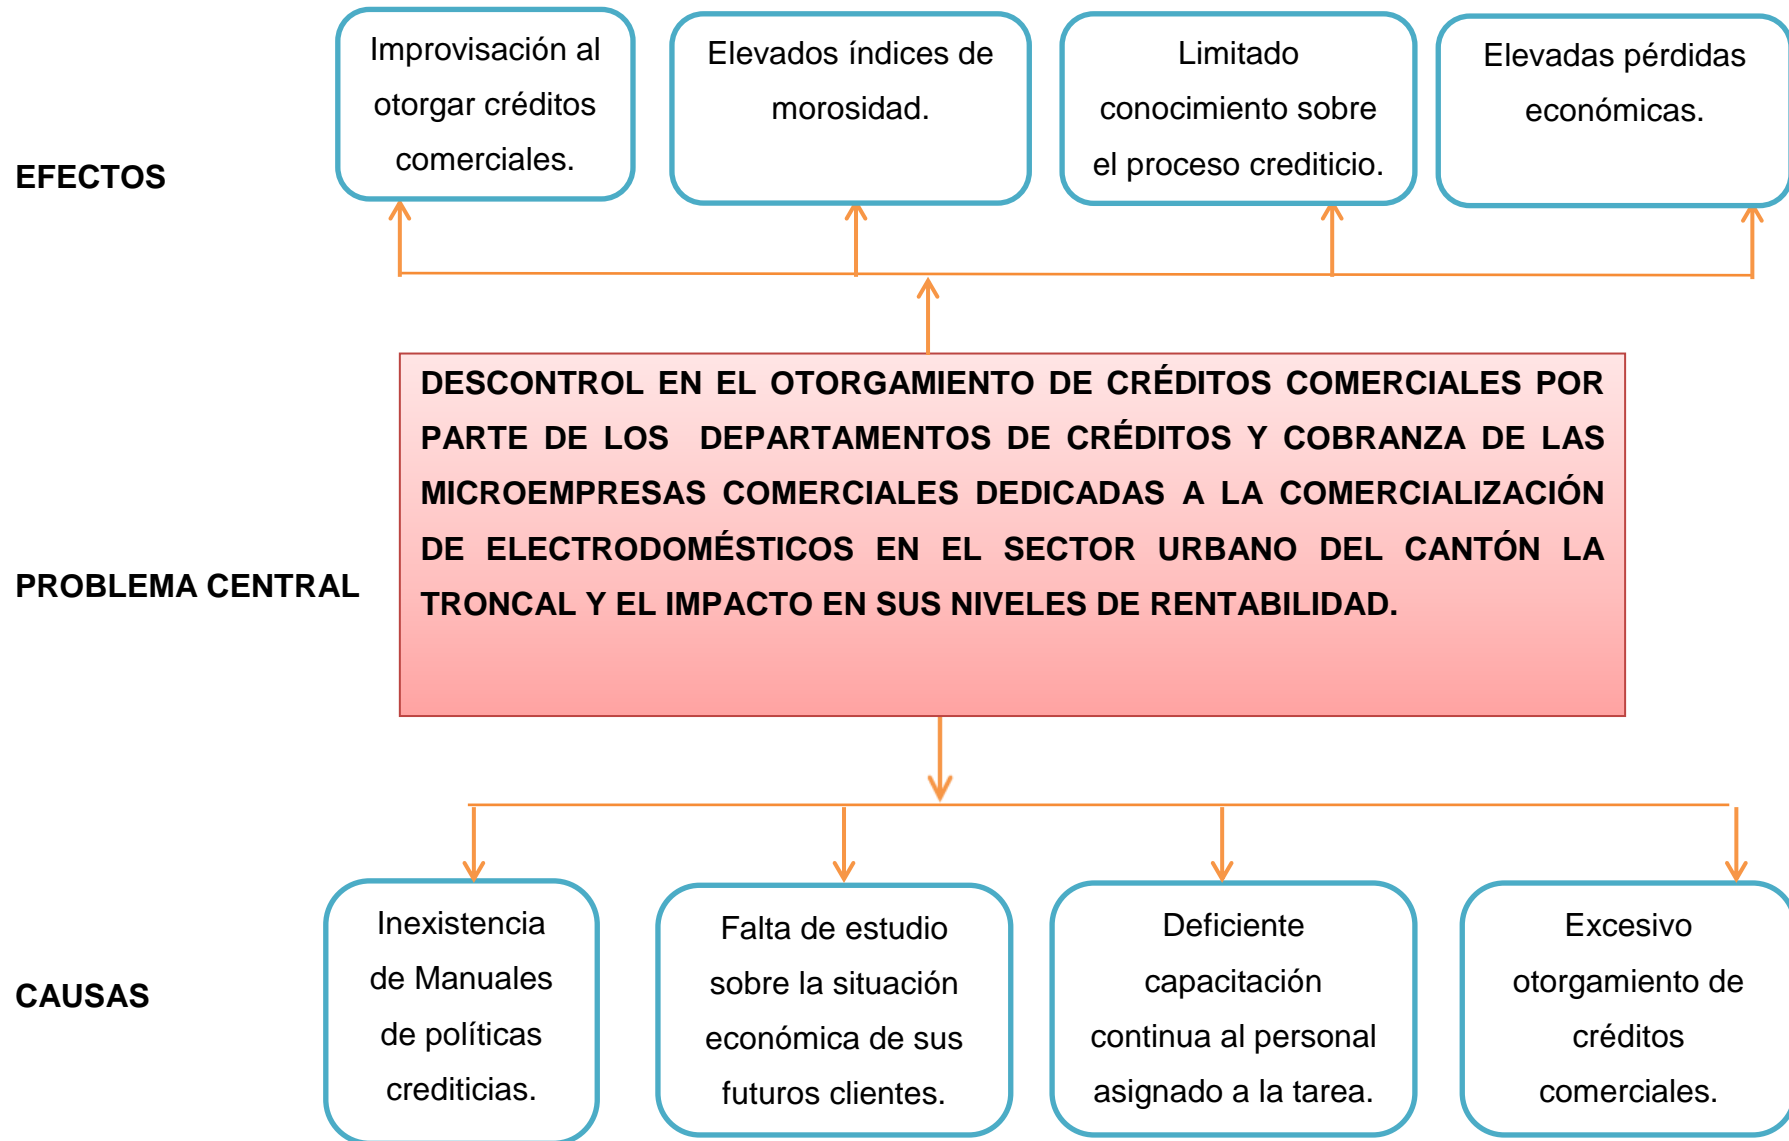 EFECTOS
Improvisación al
otorgar créditos
comerciales.
Elevados índices de
morosidad.
Limitado
conocimiento sobre
el proceso crediticio.
Elevadas pérdidas
económicas.
PROBLEMA CENTRAL
DESCONTROL EN EL OTORGAMIENTO DE CRÉDITOS COMERCIALES POR
PARTE DE LOS DEPARTAMENTOS DE CRÉDITOS Y COBRANZA DE LAS
MICROEMPRESAS COMERCIALES DEDICADAS A LA COMERCIALIZACIÓN
DE ELECTRODOMÉSTICOS EN EL SECTOR URBANO DEL CANTÓN LA
TRONCAL Y EL IMPACTO EN SUS NIVELES DE RENTABILIDAD.
CAUSAS
Inexistencia
de Manuales
de políticas
crediticias.
Falta de estudio
sobre la situación
económica de sus
futuros clientes.
Deficiente
capacitación
continua al personal
asignado a la tarea.
Excesivo
otorgamiento de
créditos
comerciales.